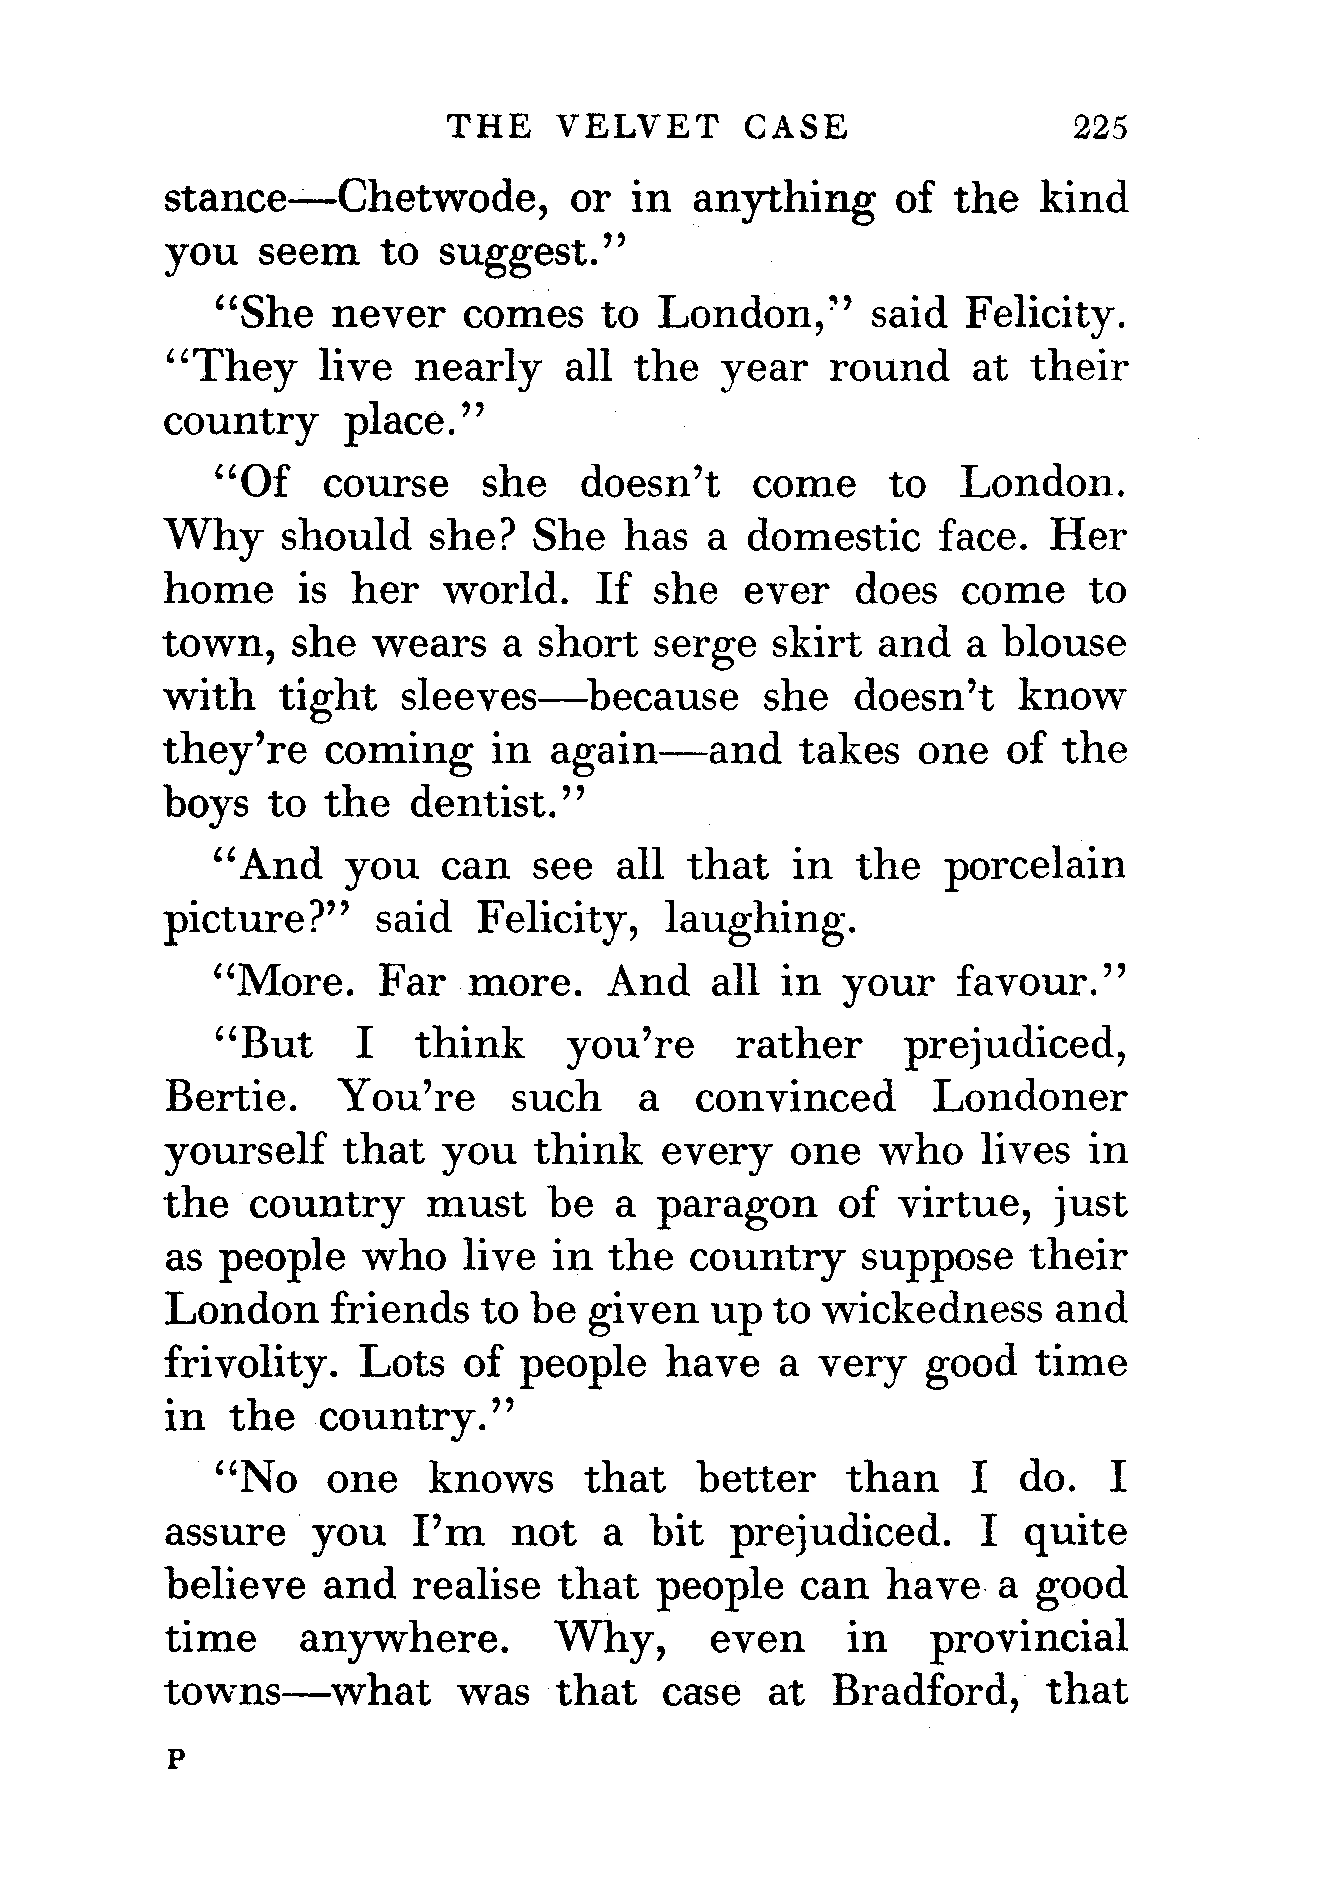 THE VELVET CASE 225
stance—Chetwode, or in anything of the kind
you seem to suggest.”
“She never comes to London,” said Felicity.
“They live nearly all the year round at their
country place.”
“Of course she doesn’t come to London.
Why should she? She has a domestic face. Her
home is her world. If she ever does come to
town, she wears a short serge skirt and a blouse
with tight sleeves—because she doesn’t know
they’re coming in again—and takes one of the
boys to the dentist.”
“And you can see all that in the porcelain
picture?” said Felicity, laughing.
“More. Far more. And all in your favour.”
“But I think you’re rather prejudiced,
Bertie. You’re such a convinced Londoner
yourself that you think every one who lives in
the country must be a paragon of virtue, just
as people who live in the country suppose their
London friends to be given up to wickedness and
frivolity. Lots of people have a very good time
in the country.”
“No one knows that better than I do. I
assure you I’m not a bit prejudiced. I quite
believe and realise that people can have a good
time anywhere. Why, even in provincial
towns—what was that case at Bradford, that
P